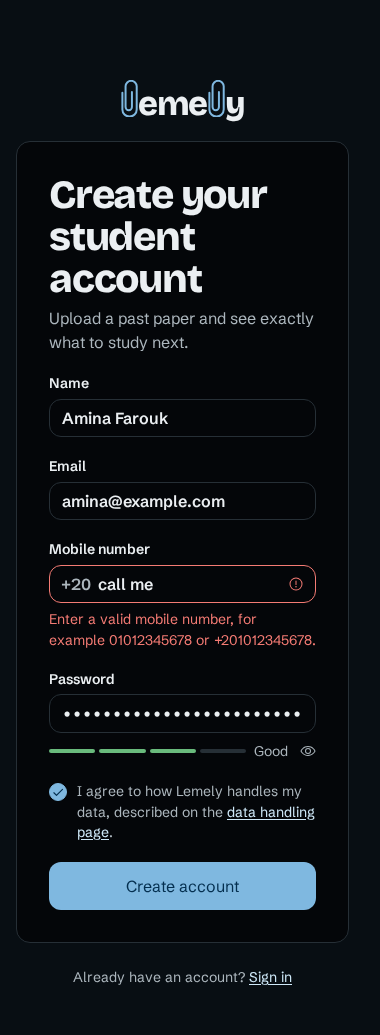 lemely
Create your
student
account
Upload a past paper and see exactly
what to study next.
Name
Amina Farouk
Email
amina@example.com
Mobile number
+20 call me
Enter a valid mobile number, for
example 01012345678 or +201012345678.
Password
Good
I agree to how Lemely handles my
data, described on the data handling
page.
Create account
Already have an account? Sign in